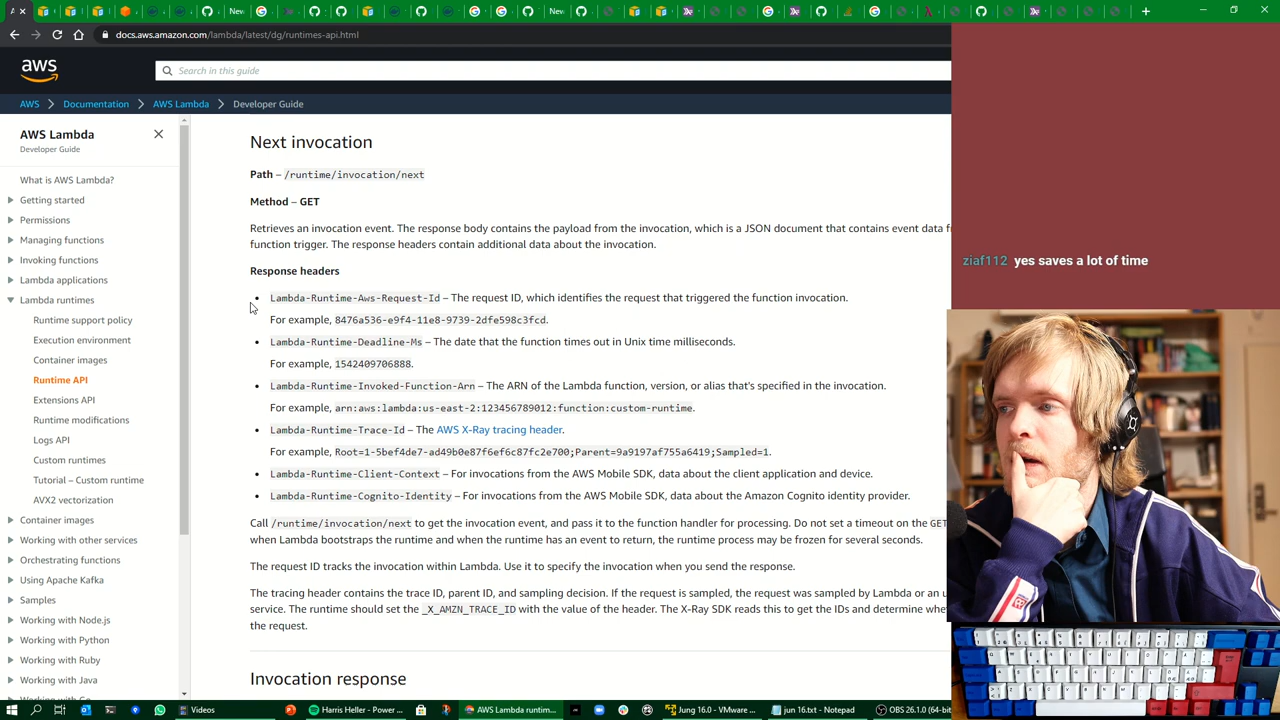 New
New
docs.aws.amazon.com/lambda/latest/dg/runtimes-api.html
aws
Search in this guide
AWS > Documentation > AWS Lambda > Developer Guide
AWS Lambda
Developer Guide
What is AWS Lambda?
Getting started
Permissions
Managing functions
Invoking functions
Lambda applications
Lambda runtimes
Runtime support policy
Execution environment
Container images
Runtime API
Extensions API
Runtime modifications
Logs API
Custom runtimes
Tutorial – Custom runtime
AVX2 vectorization
Container images
Working with other services
Orchestrating functions
Using Apache Kafka
Samples
Working with Node.js
Working with Python
Working with Ruby
Working with Java
Working with Go
Next invocation
Path – /runtime/invocation/next
Method – GET
Retrieves an invocation event. The response body contains the payload from the invocation, which is a JSON document that contains event data
function trigger. The response headers contain additional data about the invocation.
Response headers
• Lambda-Runtime-Aws-Request-Id – The request ID, which identifies the request that triggered the function invocation.
For example, 8476a536-e9f4-11e8-9739-2dfe598c3fcd.
• Lambda-Runtime-Deadline-Ms – The date that the function times out in Unix time milliseconds.
For example, 1542409706888.
• Lambda-Runtime-Invoked-Function-Arn – The ARN of the Lambda function, version, or alias that's specified in the invocation.
For example, arn:aws:lambda:us-east-2:123456789012:function:custom-runtime.
• Lambda-Runtime-Trace-Id – The AWS X-Ray tracing header.
For example, Root=1-5bef4de7-ad49b0e87f6ef6c87fc2e700;Parent=9a9197af755a6419;Sampled=1.
• Lambda-Runtime-Client-Context – For invocations from the AWS Mobile SDK, data about the client application and device.
• Lambda-Runtime-Cognito-Identity – For invocations from the AWS Mobile SDK, data about the Amazon Cognito identity provider.
Call /runtime/invocation/next to get the invocation event, and pass it to the function handler for processing. Do not set a timeout on the GET
when Lambda bootstraps the runtime and when the runtime has an event to return, the runtime process may be frozen for several seconds.
The request ID tracks the invocation within Lambda. Use it to specify the invocation when you send the response.
The tracing header contains the trace ID, parent ID, and sampling decision. If the request is sampled, the request was sampled by Lambda or an
service. The runtime should set the _X_AMZN_TRACE_ID with the value of the header. The X-Ray SDK reads this to get the IDs and determine
the request.
Invocation response
ziaf112 yes saves a lot of time
Videos
Harris Heller - Power ...
AWS Lambda runtim...
Jung 16.0 - VMware ...
jun 16.txt - Notepad
OBS 26.1.0 (64-bit